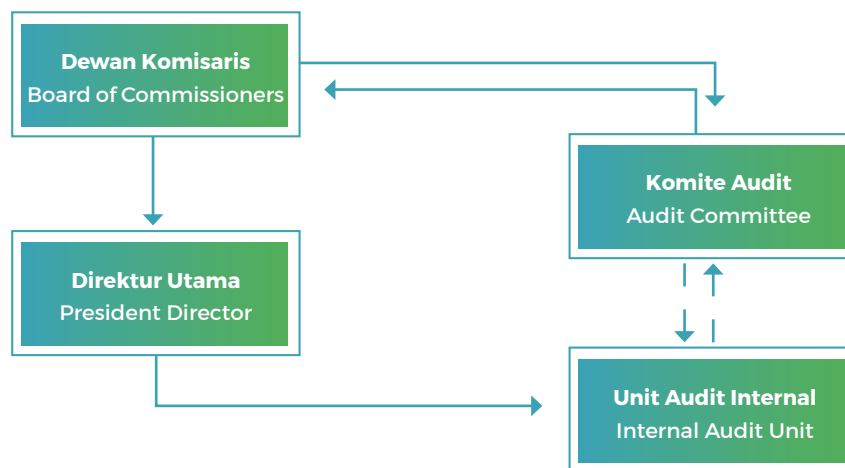 Dewan Komisaris
Board of Commissioners
Komite Audit
Audit Committee
Direktur Utama
President Director
Unit Audit Internal
Internal Audit Unit